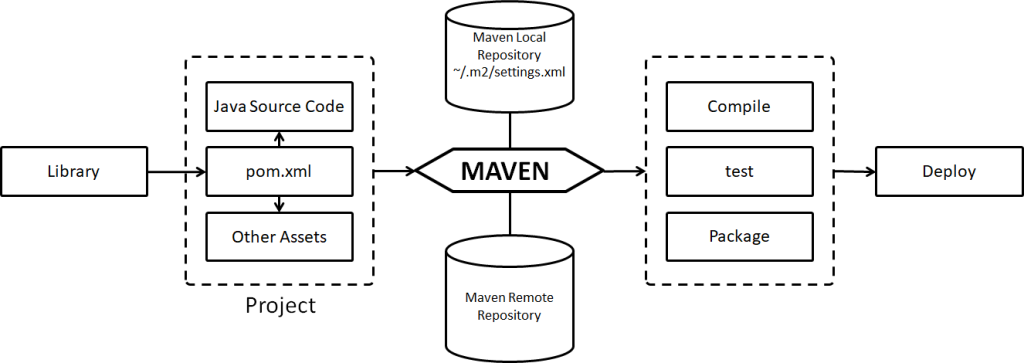 Library
Java Source Code
pom.xml
Other Assets
Project
Maven Local
Repository
~/.m2/settings.xml
MAVEN
Maven Remote
Repository
Compile
test
Package
Deploy